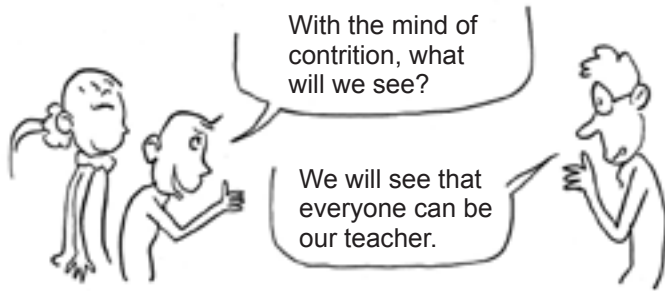 With the mind of
contrition, what
will we see?
We will see that
everyone can be
our teacher.